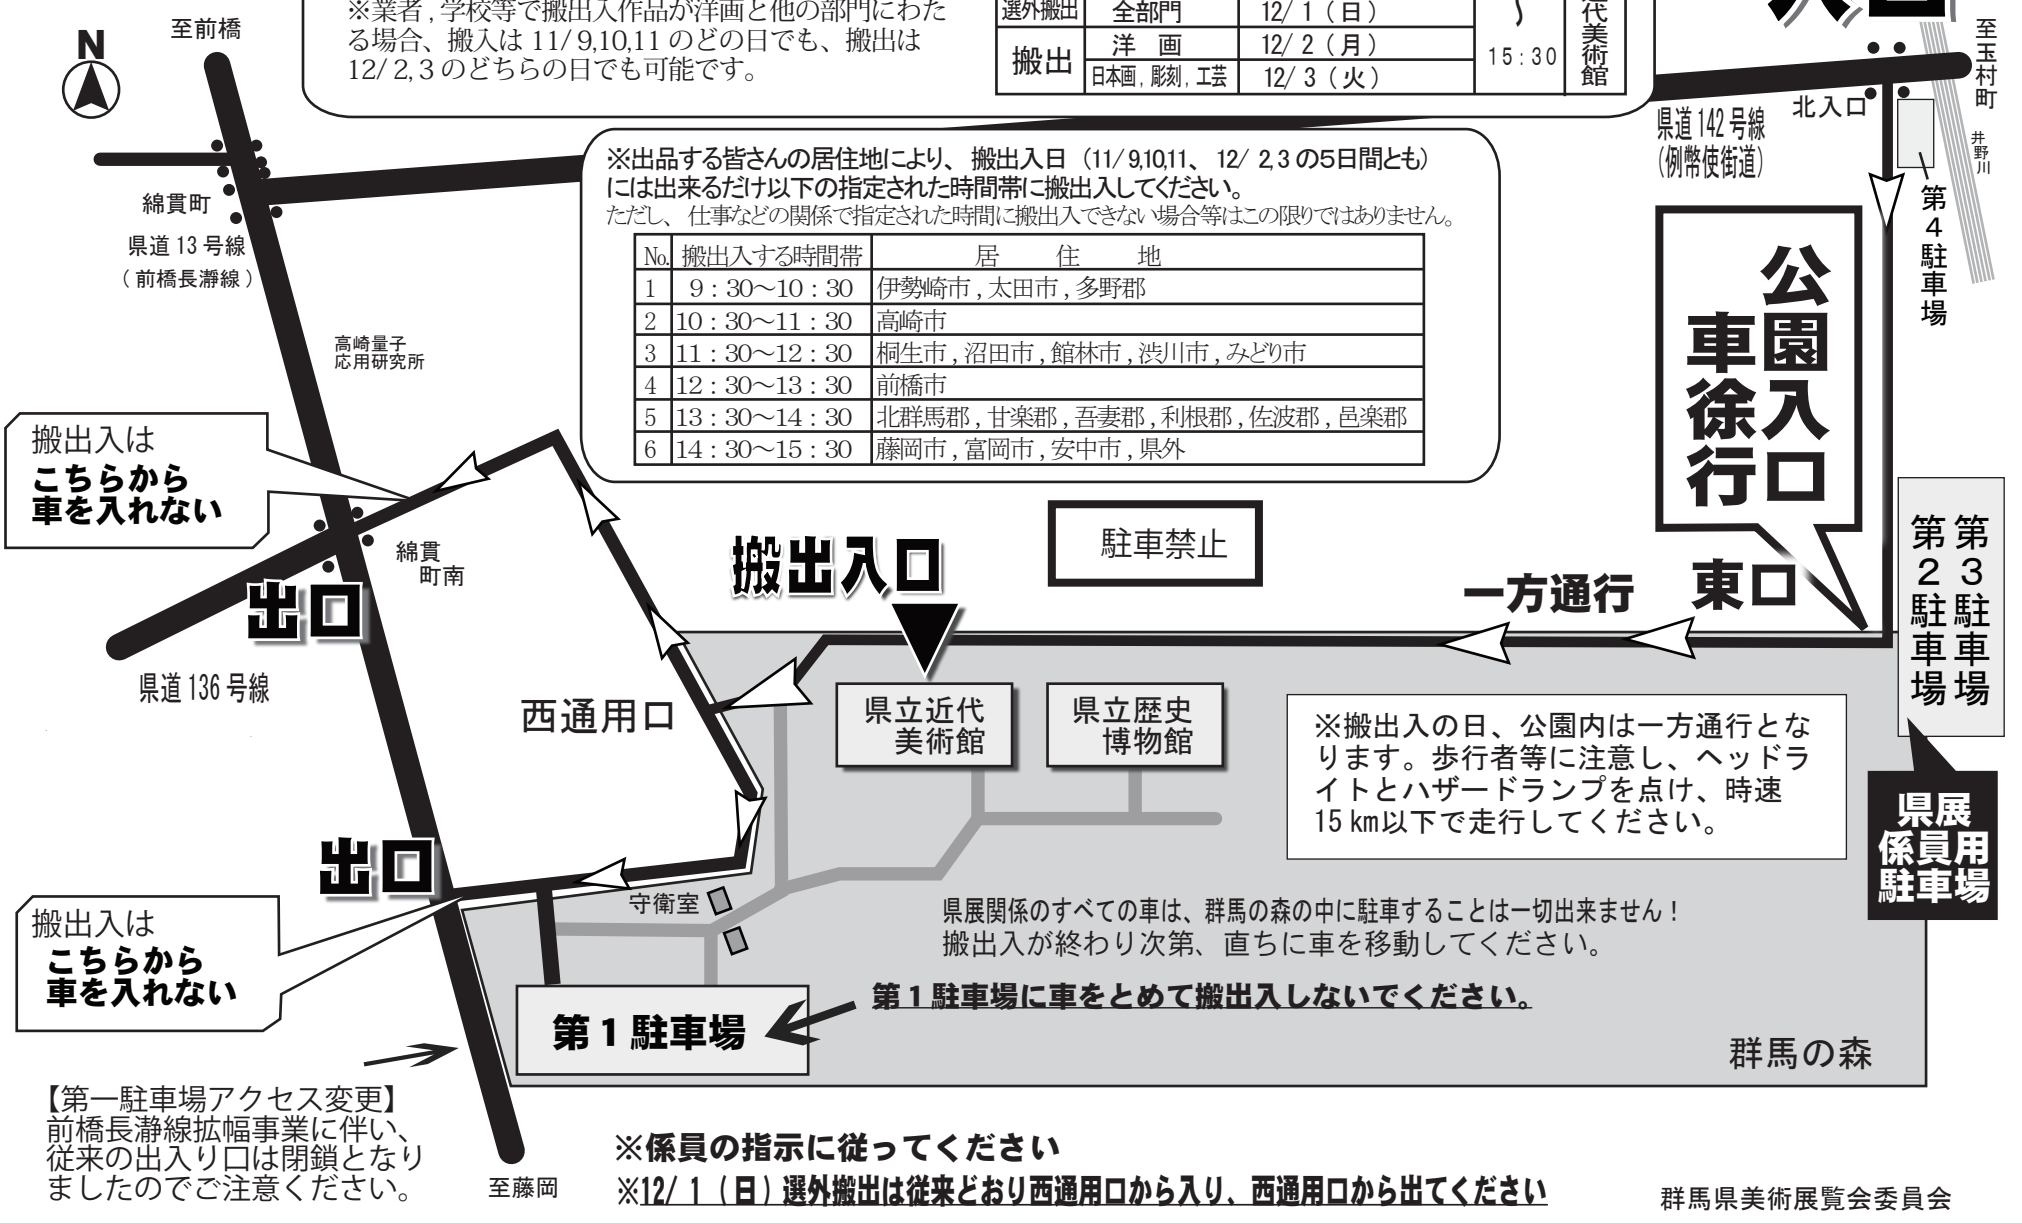 ※業者,学校等で搬出入作品が洋画と他の部門にわた
る場合、搬入は 11/ 9,10,11 のどの日でも、搬出は
12/ 2,3 のどちらの日でも可能です。
選外搬出 全部門 12/ 1 ( 日 )
搬出 洋 画 12/ 2 ( 月 )
日本画, 彫刻, 工芸 12/ 3 ( 火 )
〜
15:30
代美術館
N
至前橋
入口
至玉村町
北入口
井野川
県道 142 号線
(例幣使街道)
第4駐車場
※出品する皆さんの居住地により、搬出入日 (11/ 9,10,11、12/ 2,3 の5日間とも)
には出来るだけ以下の指定された時間帯に搬出入してください。
ただし、仕事などの関係で指定された時間に搬出入できない場合等はこの限りではありません。
No. 搬出入する時間帯 居 住 地
1 9 : 30〜10 : 30 伊勢崎市 , 太田市 , 多野郡
2 10 : 30〜11 : 30 高崎市
3 11 : 30〜12 : 30 桐生市 , 沼田市 , 館林市 , 渋川市 , みどり市
4 12 : 30〜13 : 30 前橋市
5 13 : 30〜14 : 30 北群馬郡 , 甘楽郡 , 吾妻郡 , 利根郡 , 佐波郡 , 邑楽郡
6 14 : 30〜15 : 30 藤岡市 , 富岡市 , 安中市 , 県外
綿貫町
県道 13 号線
( 前橋長瀞線 )
高崎量子
応用研究所
公園入口
車徐行
搬出入は
こちらから
車を入れない
綿貫
町南
出口
県道 136 号線
搬出入口
駐車禁止
一方通行
東口
第3駐車場
第2駐車場
西通用口
県立近代
美術館
県立歴史
博物館
※搬出入の日、公園内は一方通行とな
ります。歩行者等に注意し、ヘッドラ
イトとハザードランプを点け、時速
15 km以下で走行してください。
県展
係員用
駐車場
出口
守衛室
搬出入は
こちらから
車を入れない
県展関係のすべての車は、群馬の森の中に駐車することは一切出来ません!
搬出入が終わり次第、直ちに車を移動してください。
第1駐車場に車をとめて搬出入しないでください。
第1駐車場
群馬の森
【第一駐車場アクセス変更】
前橋長瀞線拡幅事業に伴い、
従来の出入り口は閉鎖となり
ましたのでご注意ください。
至藤岡
※係員の指示に従ってください
※12/ 1 ( 日 ) 選外搬出は従来どおり西通用口から入り、西通用口から出てください
群馬県美術展覧会委員会